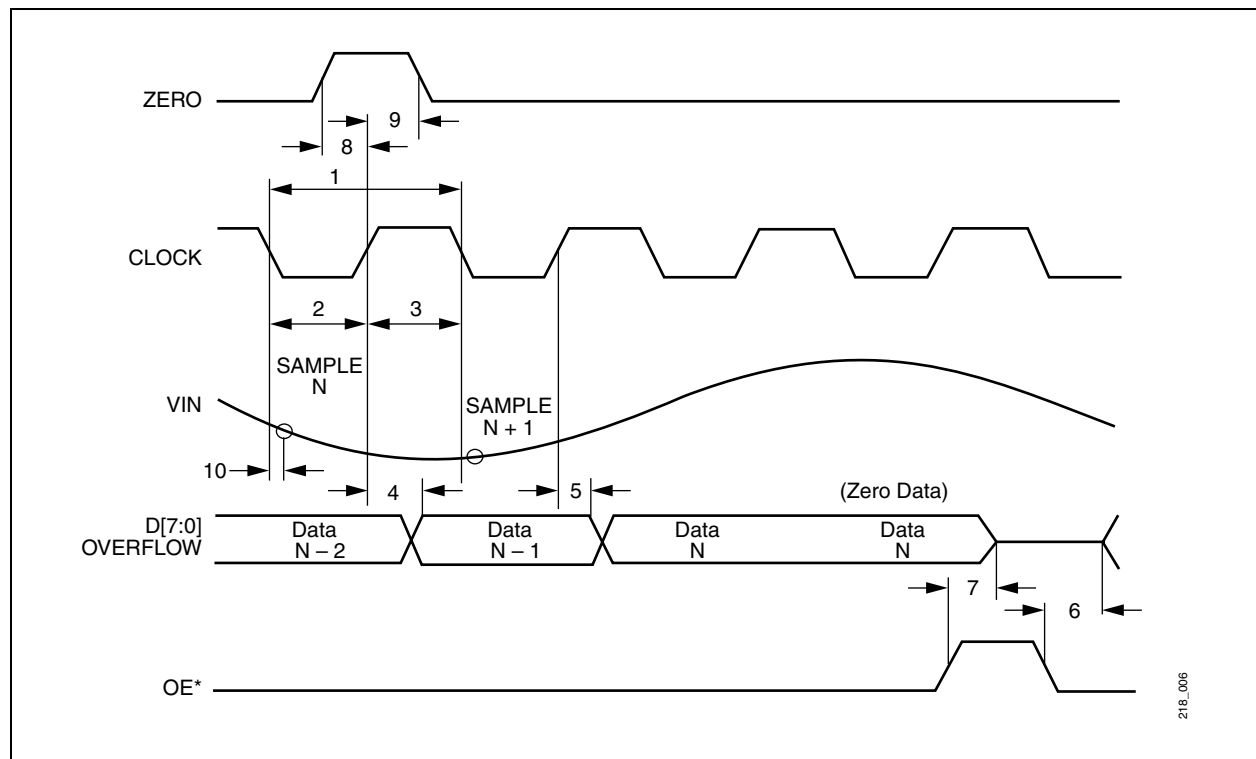 ZERO
9
8
1
CLOCK
2
3
SAMPLE
N
VIN
SAMPLE
N + 1
10
4
5
(Zero Data)
D[7:0]
OVERFLOW
Data
N – 2
Data
N – 1
Data
N
Data
N
7
6
OE*
218_006